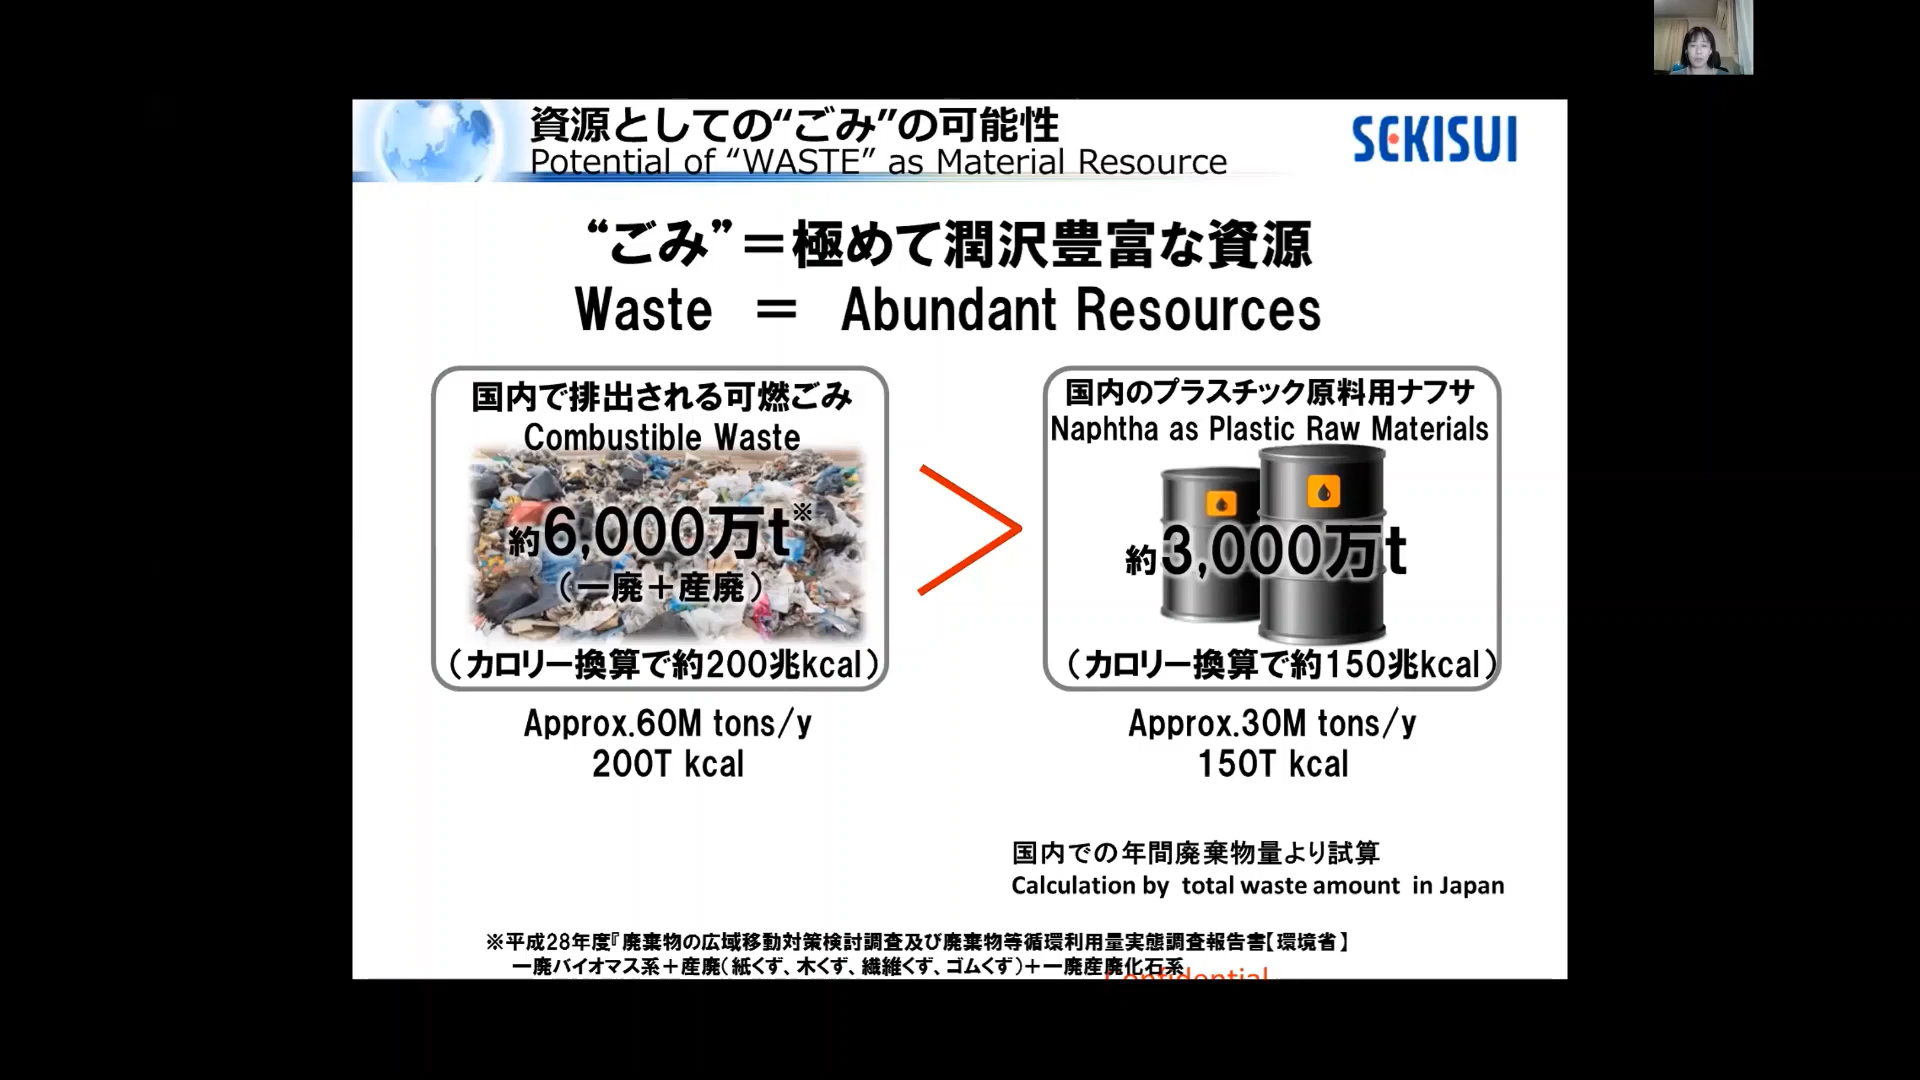 資源としての“ごみ”の可能性
Potential of “WASTE” as Material Resource
SEKISUI
“ごみ”＝極めて潤沢豊富な資源
Waste ＝ Abundant Resources
国内で排出される可燃ごみ
Combustible Waste
約6,000万t※
（一廃＋産廃）
（カロリー換算で約200兆kcal）
Approx.60M tons/y
200T kcal
国内のプラスチック原料用ナフサ
Naphtha as Plastic Raw Materials
約3,000万t
（カロリー換算で約150兆kcal）
Approx.30M tons/y
150T kcal
国内での年間廃棄物量より試算
Calculation by total waste amount in Japan
※平成28年度『廃棄物の広域移動対策検討調査及び廃棄物等循環利用量実態調査報告書【環境省】
一廃バイオマス系＋産廃（紙くず、木くず、繊維くず、ゴムくず）＋一廃産廃化石系
Confidential